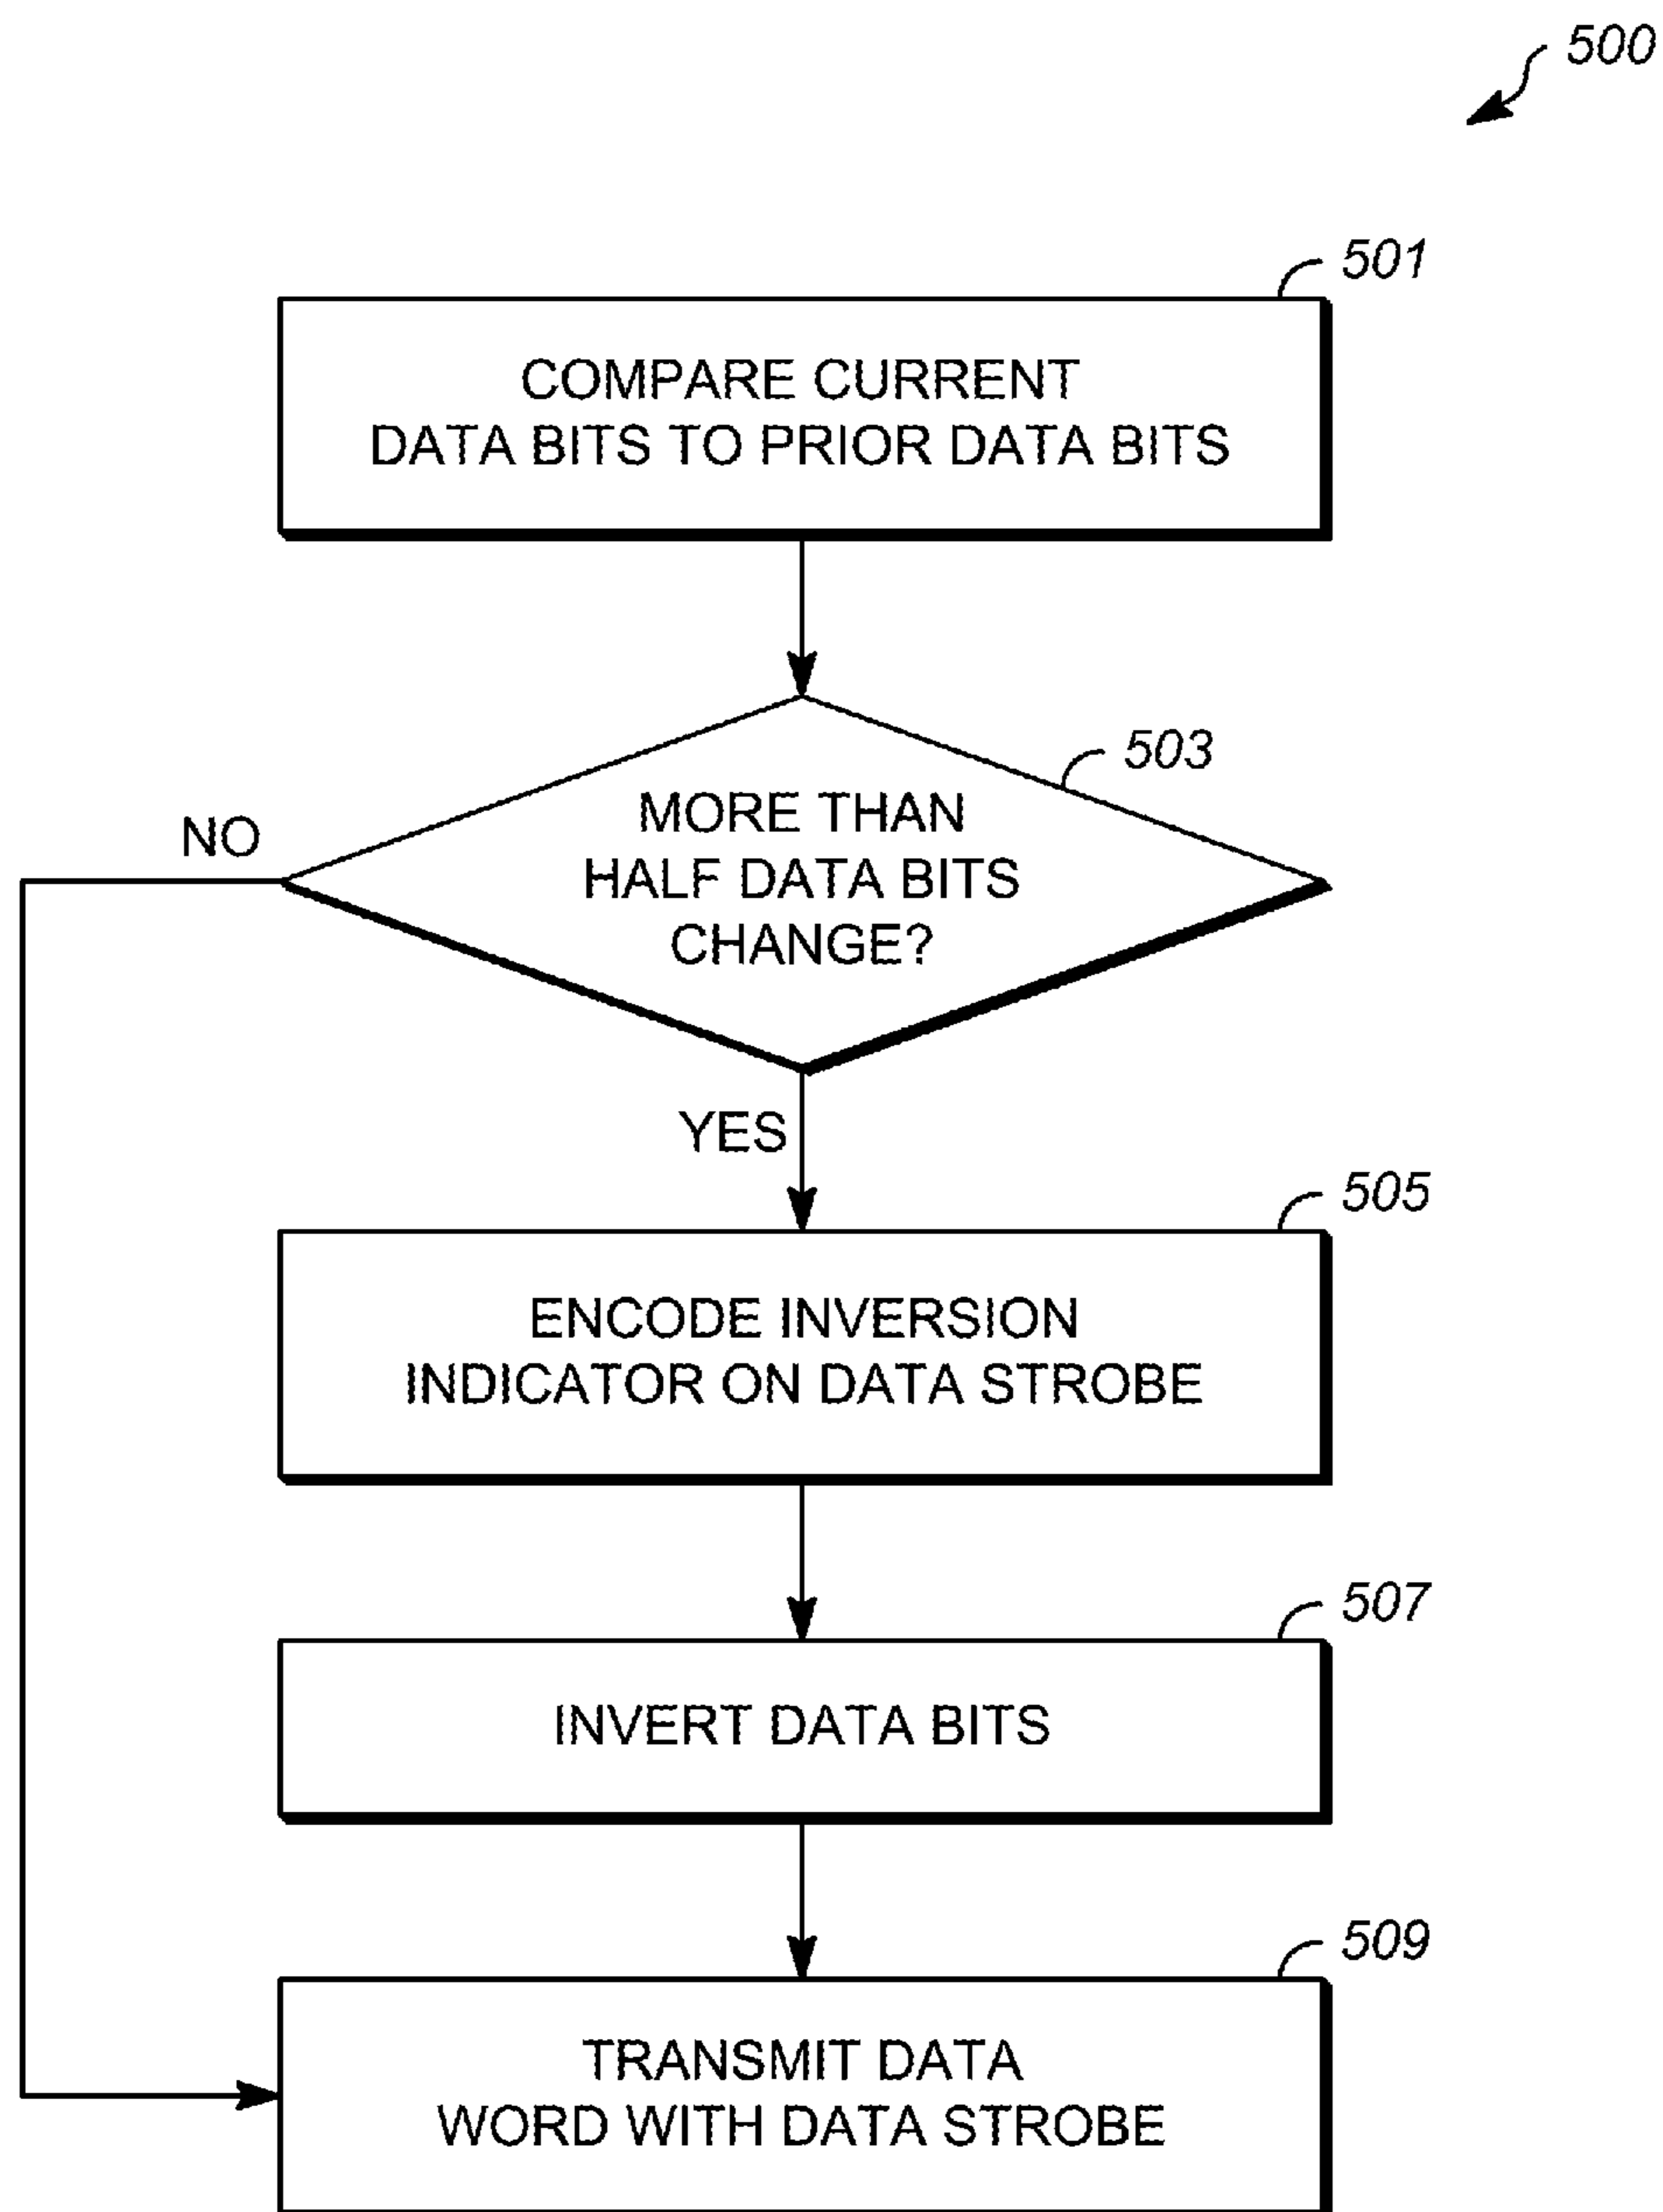 500
501
COMPARE CURRENT
DATA BITS TO PRIOR DATA BITS
503
MORE THAN
HALF DATA BITS
CHANGE?
NO
YES
505
ENCODE INVERSION
INDICATOR ON DATA STROBE
507
INVERT DATA BITS
509
TRANSMIT DATA
WORD WITH DATA STROBE